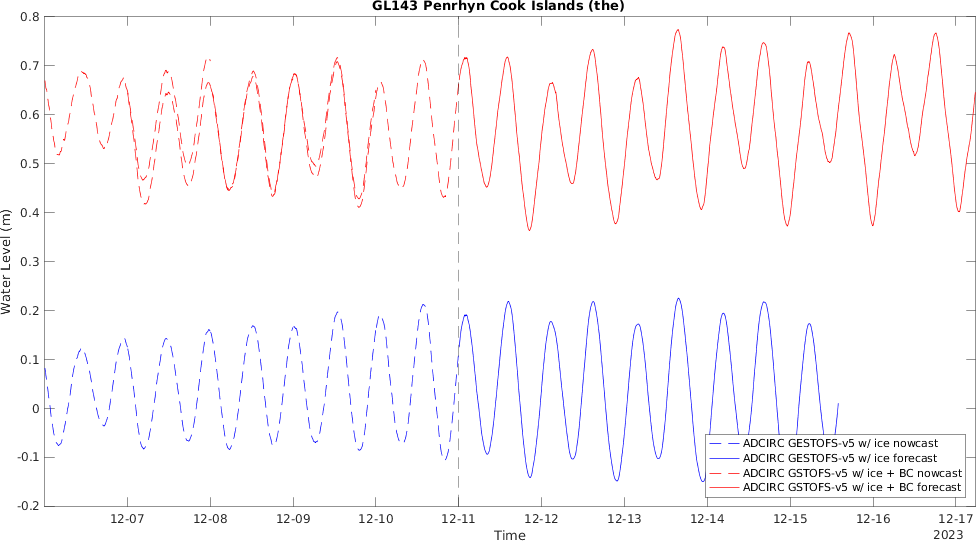 GL143 Penrhyn Cook Islands (the)
0.8
0.7
0.6
0.5
0.4
0.3
0.2
0.1
0
-0.1
-0.2
Water Level (m)
ADCIRC GESTOFS-v5 w/ ice nowcast
ADCIRC GESTOFS-v5 w/ ice forecast
ADCIRC GSTOFS-v5 w/ ice + BC nowcast
ADCIRC GSTOFS-v5 w/ ice + BC forecast
12-07 12-08 12-09 12-10 12-11 12-12 12-13 12-14 12-15 12-16 12-17
Time
2023